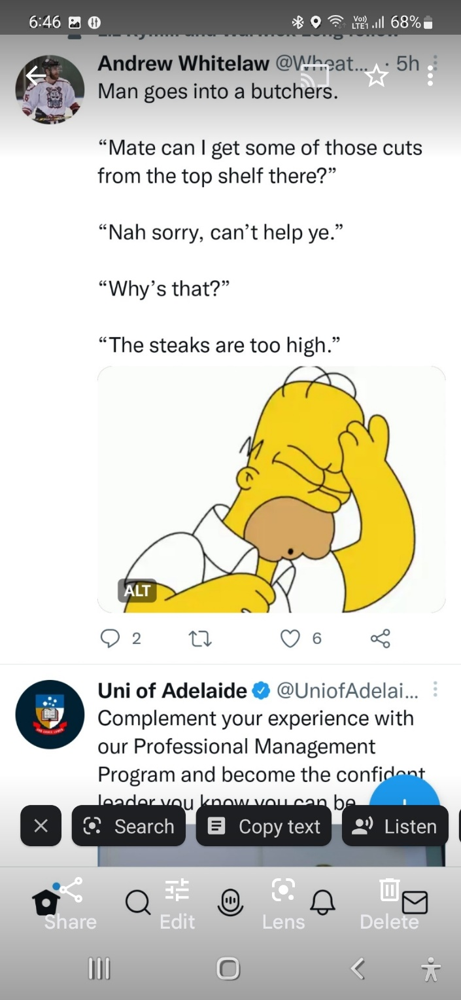 6:46
Vo))
LTE1
68%
Andrew Whitelaw @Wheat... · 5h
Man goes into a butchers.
“Mate can I get some of those cuts
from the top shelf there?”
“Nah sorry, can’t help ye.”
“Why’s that?”
“The steaks are too high.”
ALT
2
6
Uni of Adelaide @UniofAdelai...
Complement your experience with
our Professional Management
Program and become the confident
leader you know you can be
Search
Copy text
Listen
Share
Edit
Lens
Delete